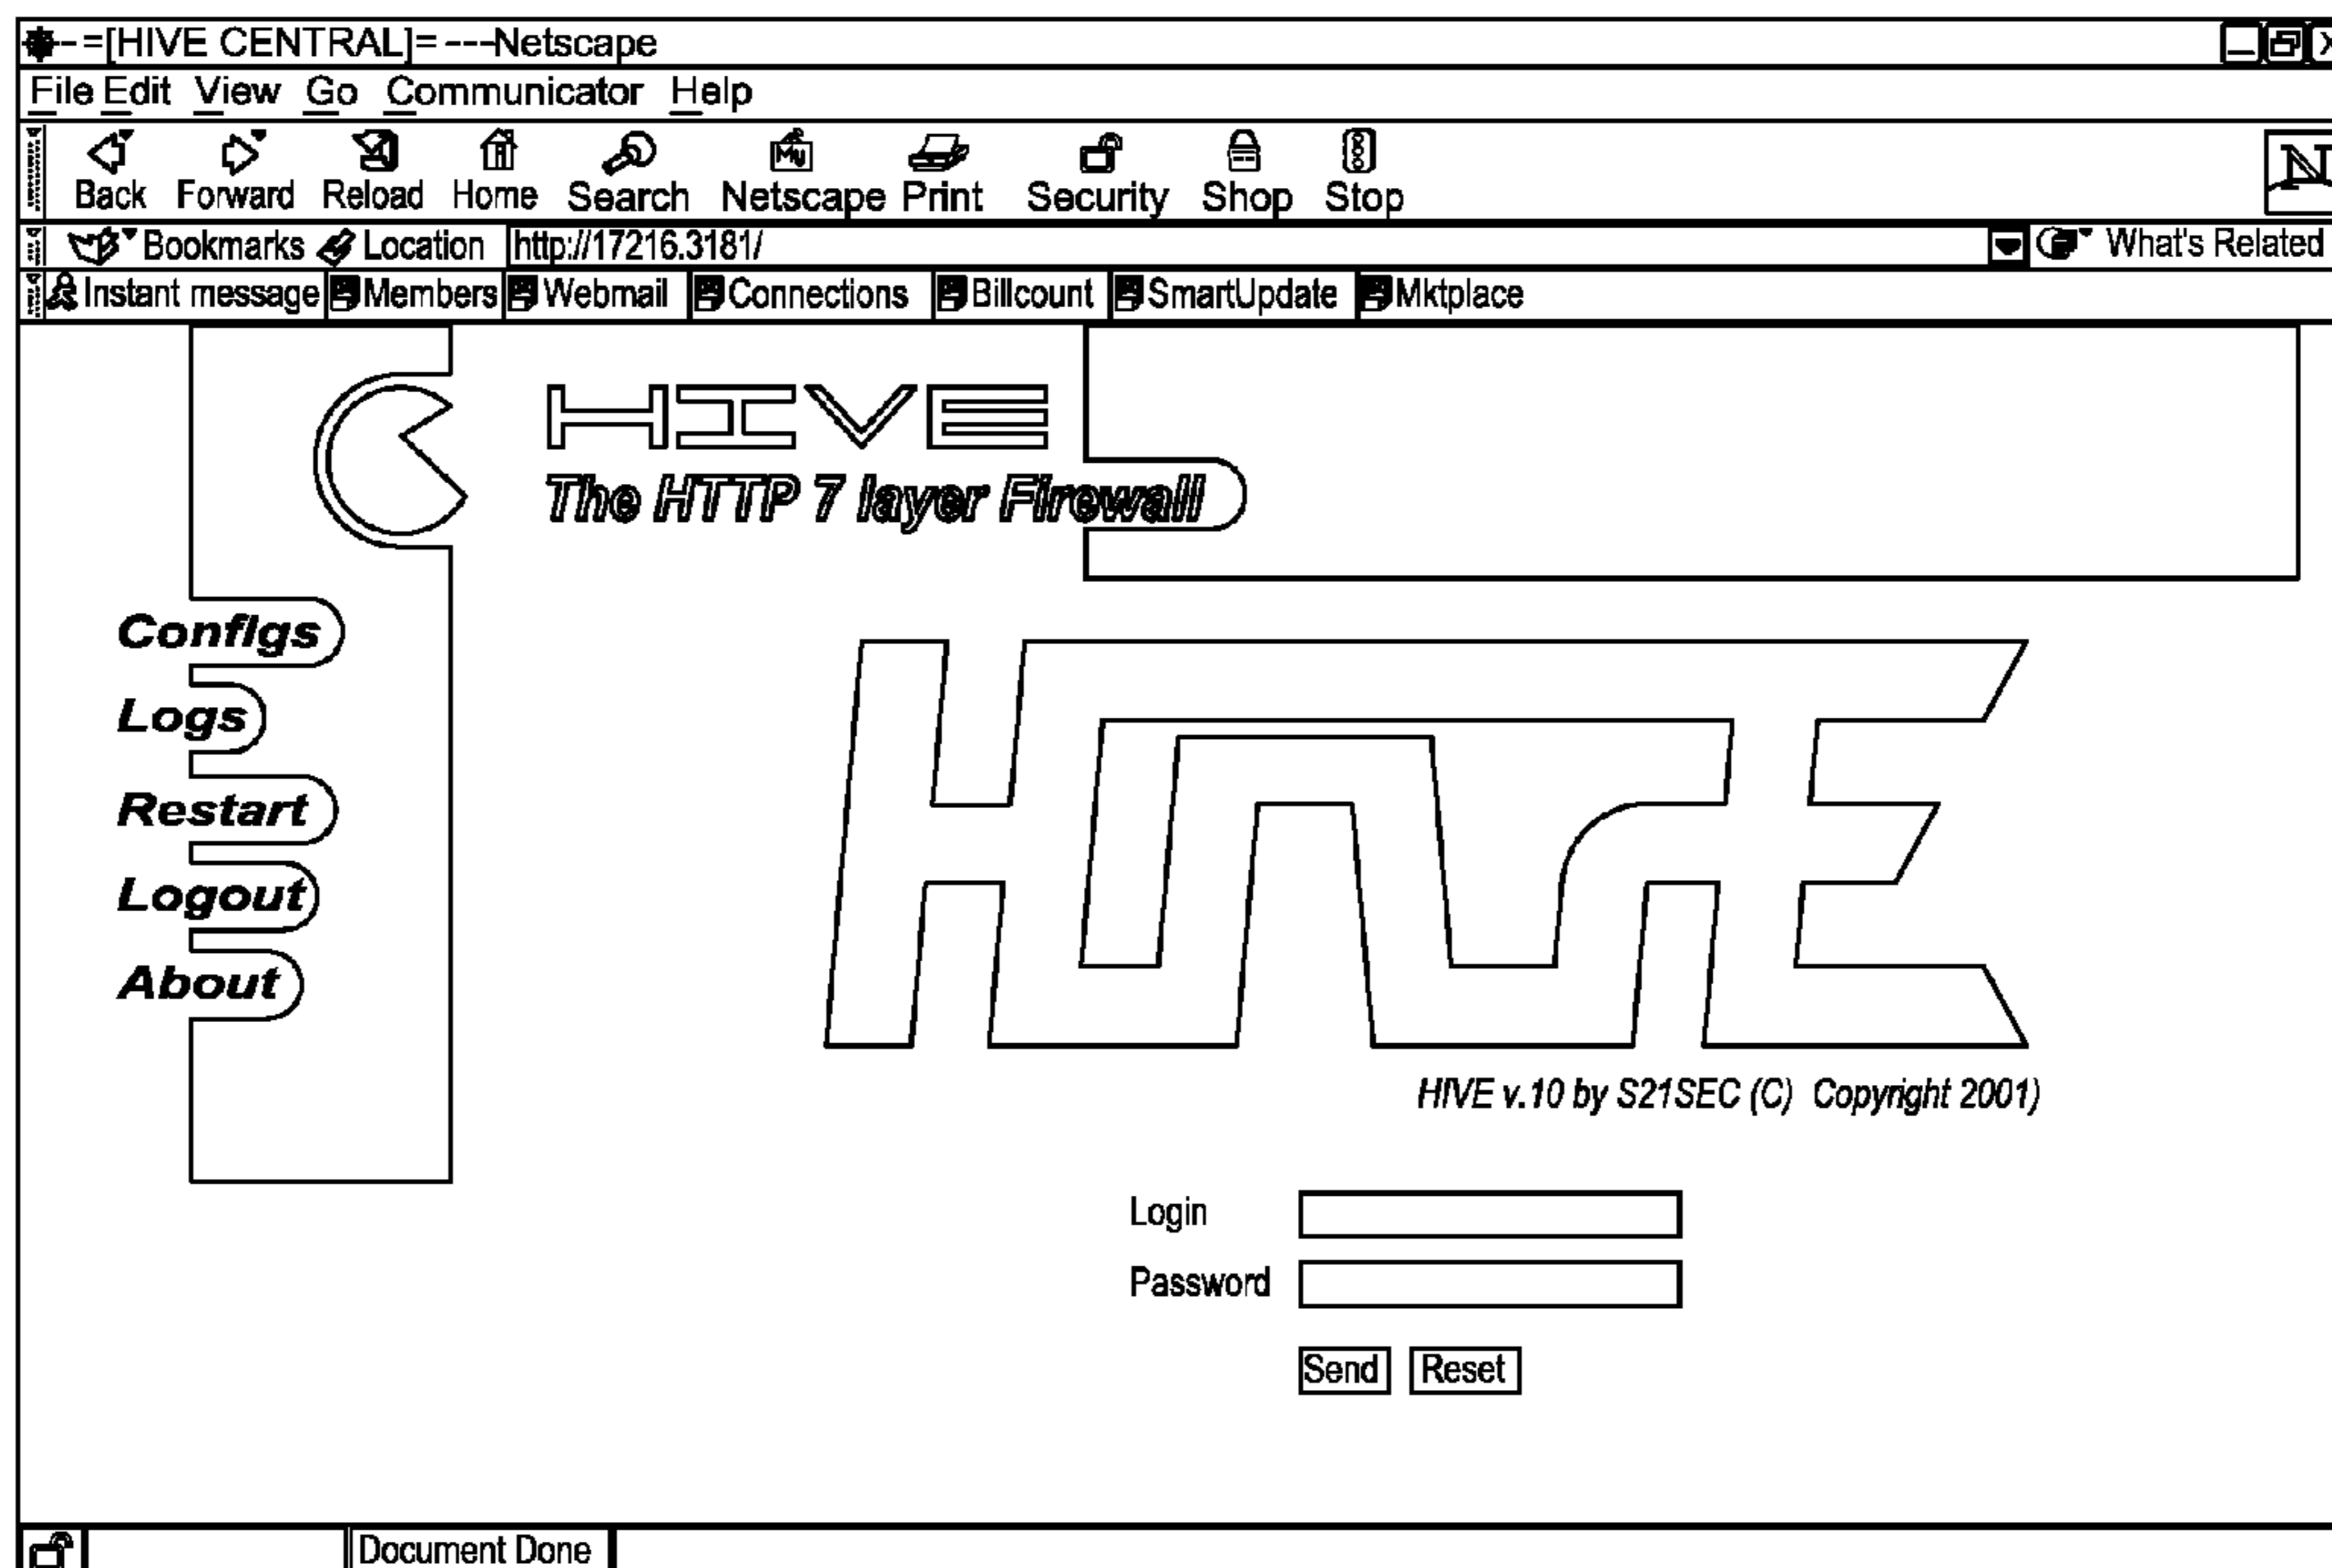 - =[HIVE CENTRAL]= ---Netscape
File Edit View Go Communicator Help
Back Forward Reload Home Search Netscape Print Security Shop Stop
My
N
Bookmarks Location http://17216.3181/ What's Related
Instant message Members Webmail Connections Billcount SmartUpdate Mktplace
HIVE
The HTTP 7 layer Firewall
Configs
Logs
Restart
Logout
About
HIVE
HIVE v.10 by S21SEC (C) Copyright 2001)
Login
Password
Send Reset
Document Done